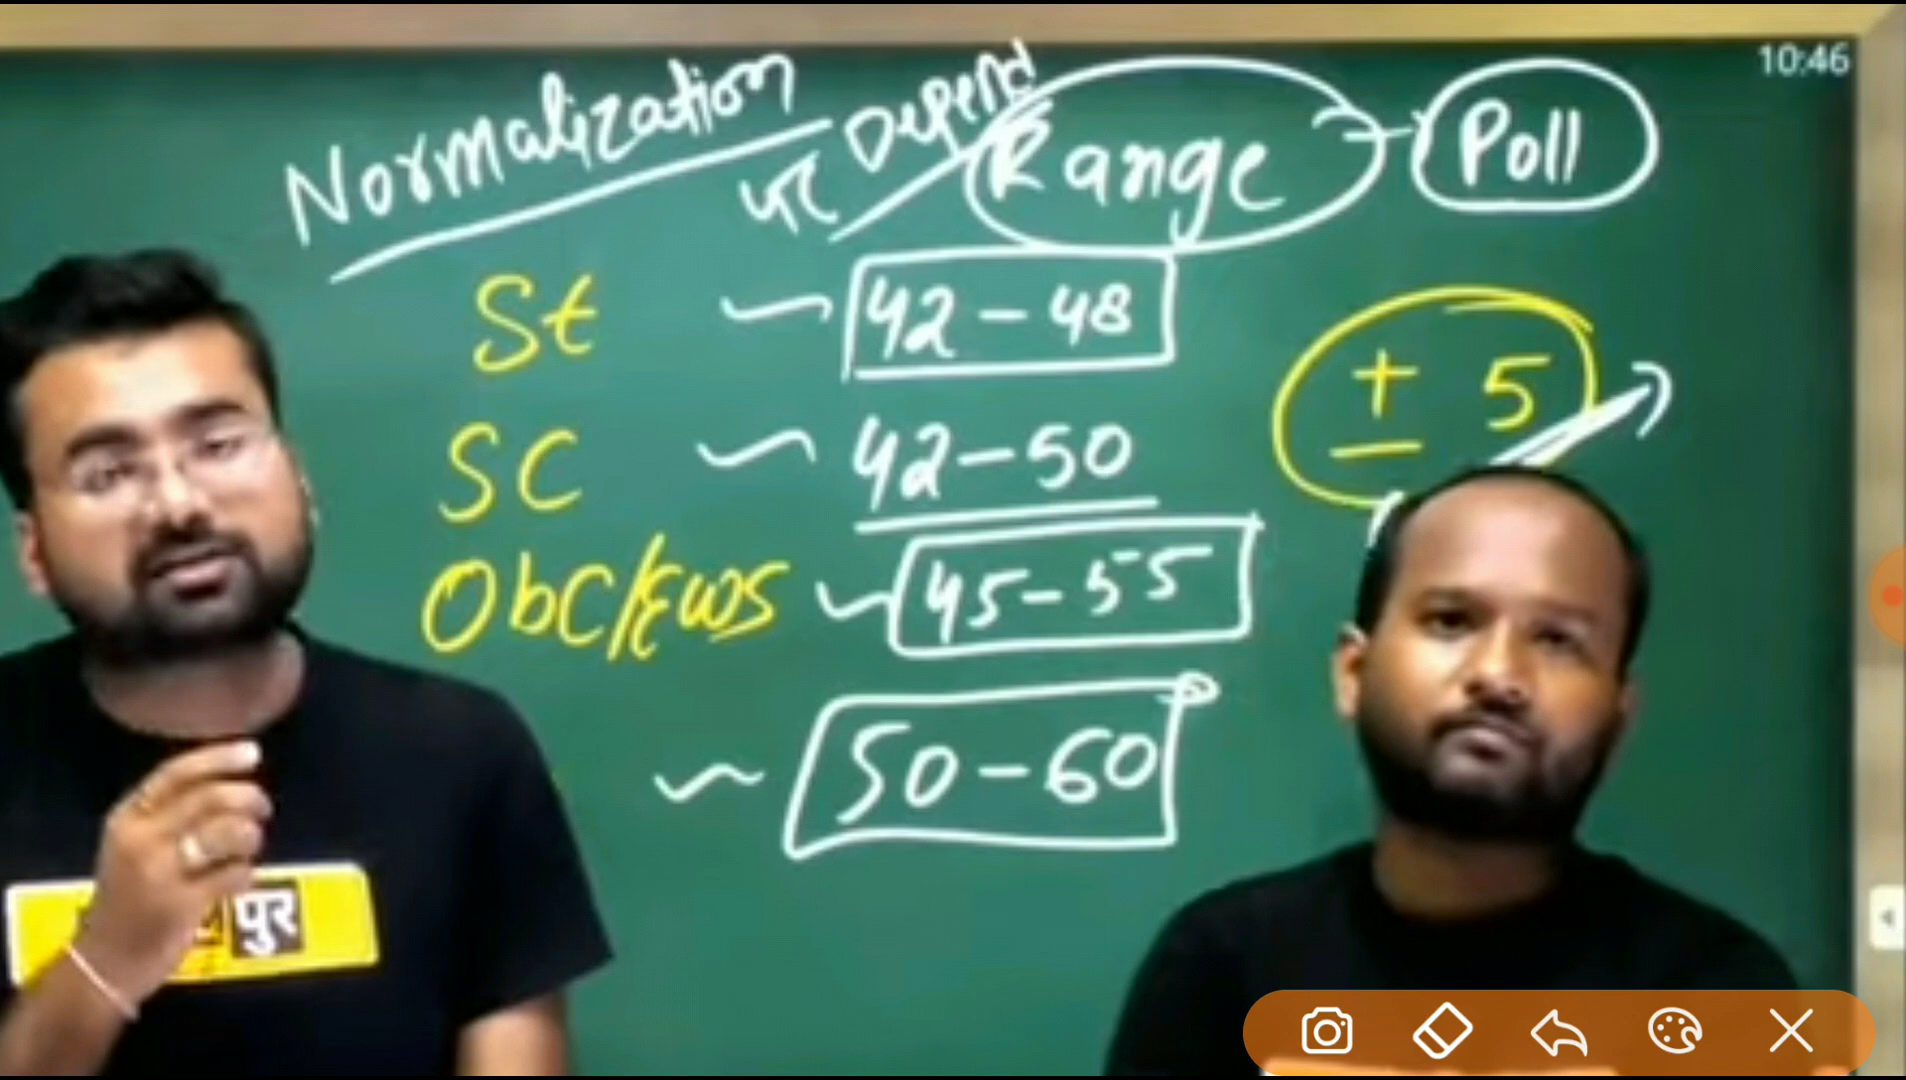 10:46
Normalization पर Depend Range Poll
St 42-48
± 5
SC 42-50
ObC/Ews 45-55
50-60
पुर